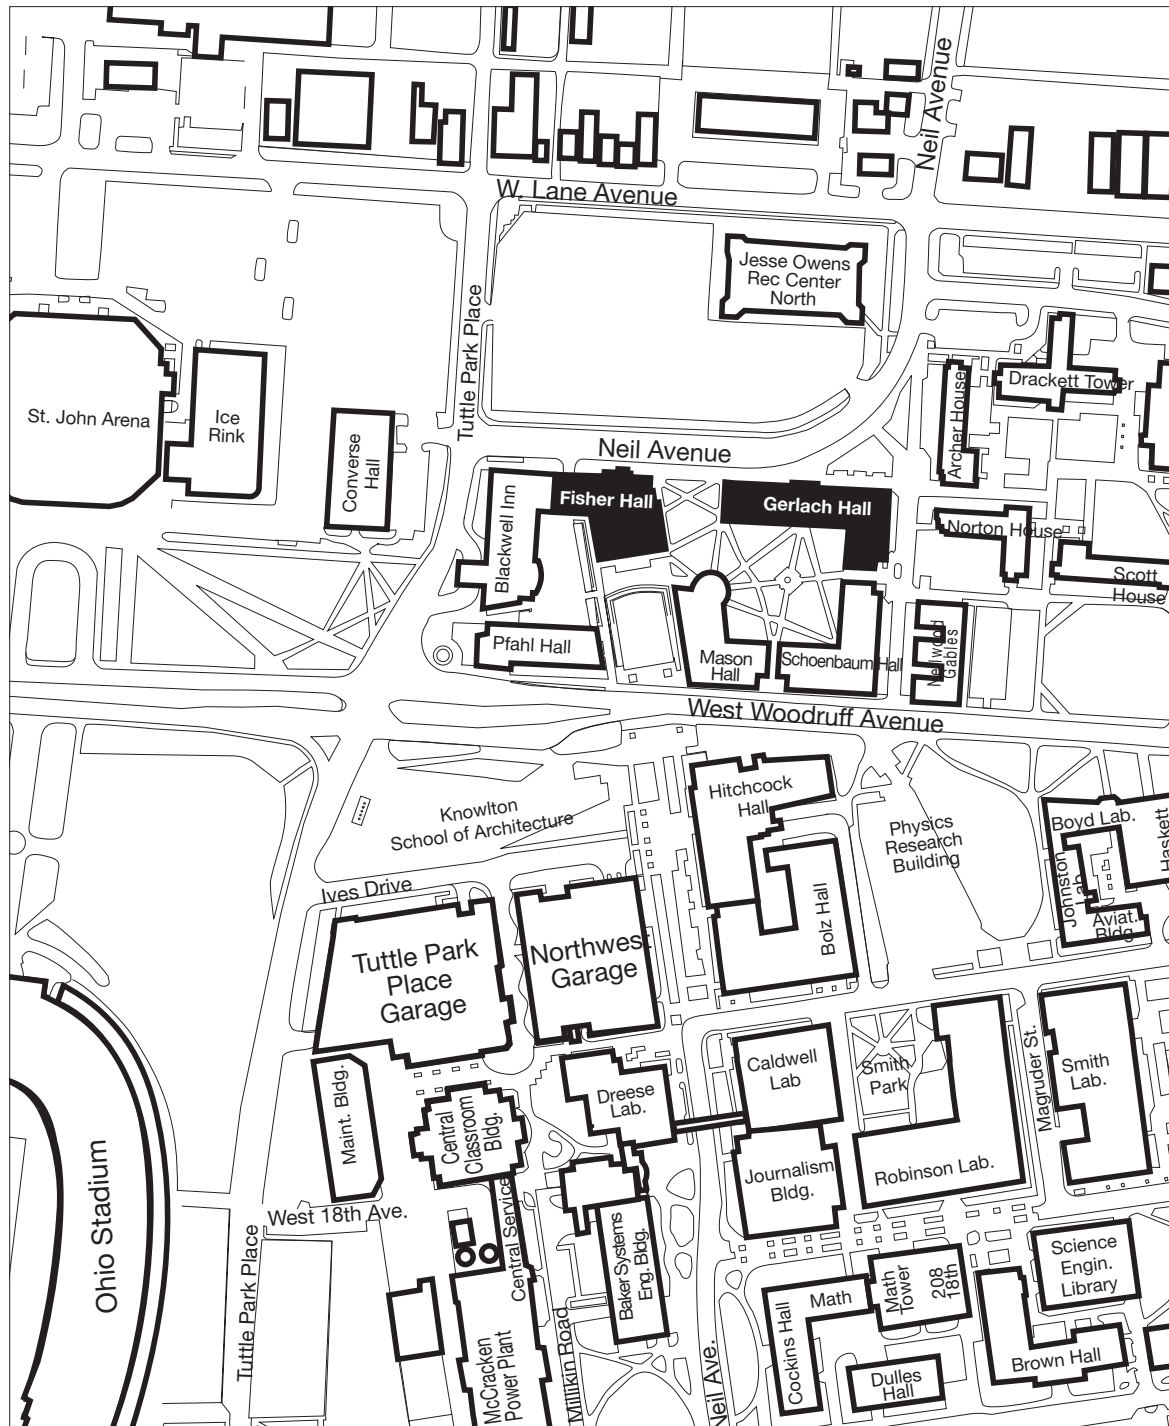 Neil Avenue
W. Lane Avenue
Jesse Owens
Rec Center
North
Tuttle Park Place
Drackett Tower
Archer House
St. John Arena
Ice
Rink
Converse
Hall
Neil Avenue
Blackwell Inn
Fisher Hall
Gerlach Hall
Norton House
Scott
House
Pfahl Hall
Mason
Hall
Schoenbaum Hall
Neilwood
Gables
West Woodruff Avenue
Hitchcock
Hall
Knowlton
School of Architecture
Physics
Research
Building
Boyd Lab.
Haskett
Johnston
Lab
Aviat.
Bldg
Ives Drive
Bolz Hall
Tuttle Park
Place
Garage
Northwest
Garage
Caldwell
Lab
Smith
Park
Magruder St.
Smith
Lab.
Maint. Bldg.
Central
Classroom
Bldg.
Dreese
Lab.
Journalism
Bldg.
Robinson Lab.
Ohio Stadium
West 18th Ave.
Tuttle Park Place
Central Service
Baker Systems
Eng. Bldg.
Science
Engin.
Library
Math
Tower
208
18th
Math
Cockins Hall
Brown Hall
Dulles
Hall
McCracken
Power Plant
Millikin Road
Neil Ave.